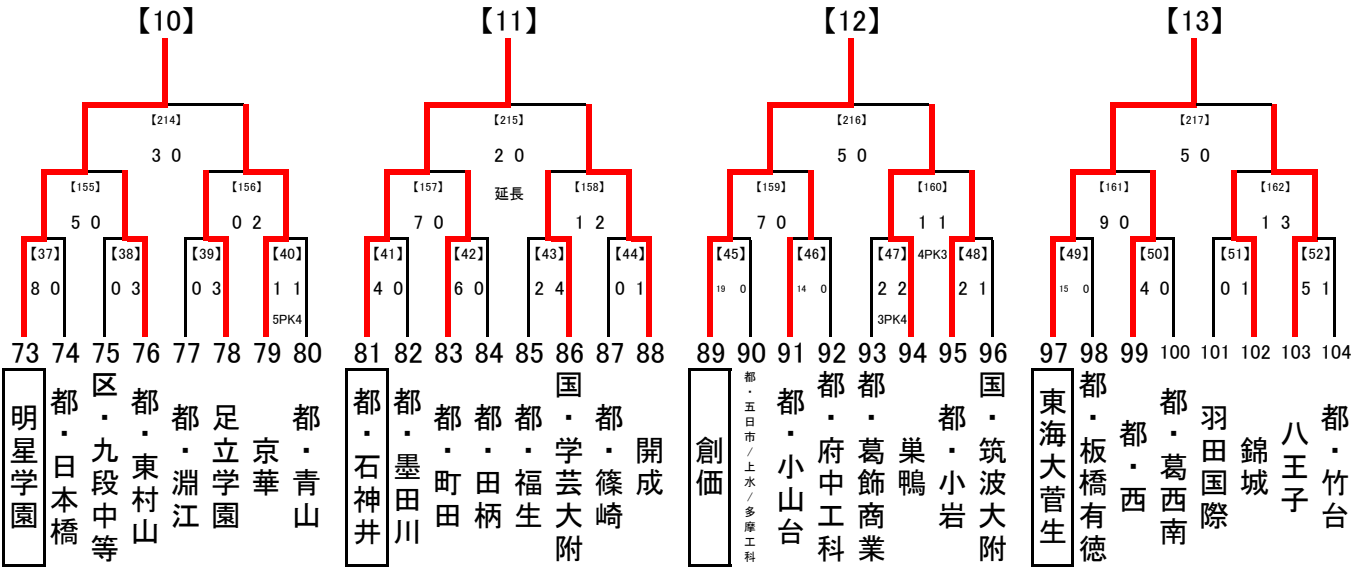 【10】 【11】 【12】 【13】
【214】 【215】 【216】 【217】
3 0 2 0 5 0 5 0
延長
【155】 【156】 【157】 【158】 【159】 【160】 【161】 【162】
5 0 0 2 7 0 1 2 7 0 1 1 9 0 1 3
4PK3
【37】 【38】 【39】 【40】 【41】 【42】 【43】 【44】 【45】 【46】 【47】 【48】 【49】 【50】 【51】 【52】
8 0 0 3 0 3 1 1 4 0 6 0 2 4 0 1 19 0 14 0 2 2 2 1 15 0 4 0 0 1 5 1
5PK4 3PK4
73 74 75 76 77 78 79 80 81 82 83 84 85 86 87 88 89 90 91 92 93 94 95 96 97 98 99 100 101 102 103 104
明星学園
都・日本橋
区・九段中等
都・東村山
都・淵江
足立学園
京華
都・青山
都・石神井
都・墨田川
都・町田
都・田柄
都・福生
国・学芸大附
都・篠崎
開成
創価
都・五日市/上水/多摩工科
都・小山台
都・府中工科
都・葛飾商業
巣鴨
都・小岩
国・筑波大附
東海大菅生
都・板橋有徳
都・西
都・葛西南
羽田国際
錦城
八王子
都・竹台